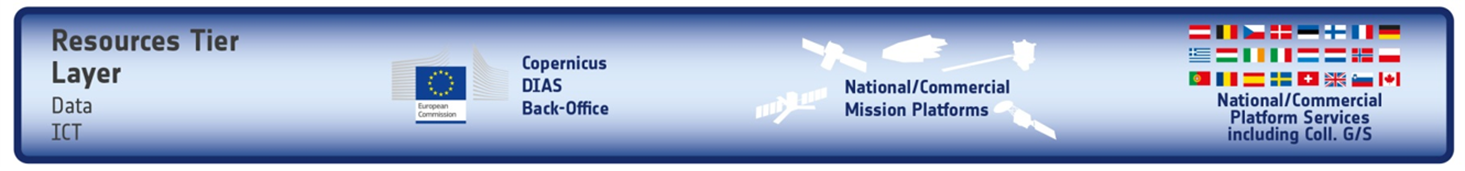 Resources Tier
Layer
Data
ICT
European
Commission
Copernicus
DIAS
Back-Office
National/Commercial
Mission Platforms
National/Commercial
Platform Services
including Coll. G/S